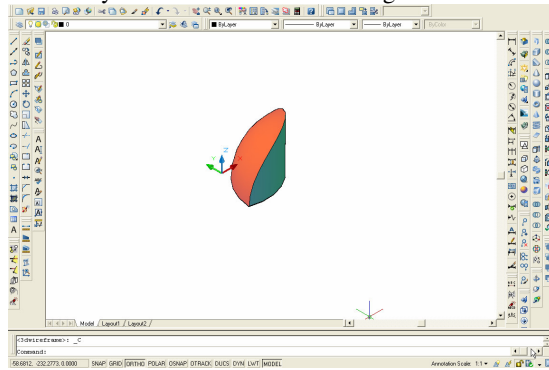 0
ByLayer
ByLayer
ByLayer
ByColor
Z
Model / Layout1 / Layout2 /
<3dwireframe>: _C
Command:
-58.6812, -232.2773, 0.0000 SNAP GRID ORTHO POLAR OSNAP OTRACK DUCS DYN LWT MODEL Annotation Scale: 1:1